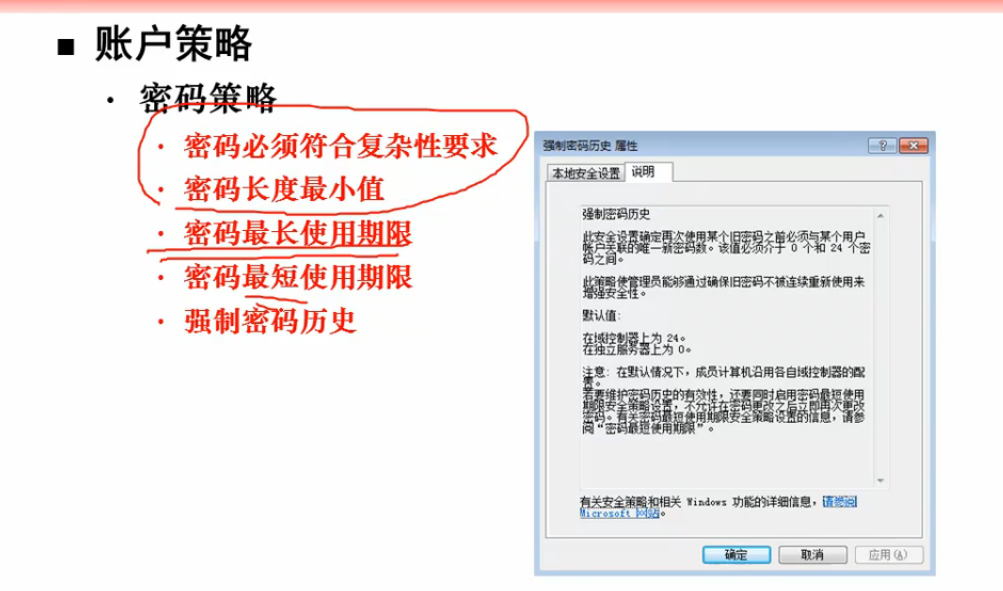 账户策略
密码策略
密码必须符合复杂性要求
密码长度最小值
密码最长使用期限
密码最短使用期限
强制密码历史
强制密码历史 属性
本地安全设置 说明
强制密码历史
此安全设置确定再次使用某个旧密码之前必须与某个用户
帐户关联的唯一新密码数。该值必须介于 0 个和 24 个密
码之间。
此策略使管理员能够通过确保旧密码不被连续重新使用来
增强安全性。
默认值:
在域控制器上为 24。
在独立服务器上为 0。
注意: 在默认情况下，成员计算机沿用各自域控制器的配
置。
若要维护密码历史的有效性，还要同时启用密码最短使用
期限安全策略设置，不允许在密码更改之后立即再次更改
密码。有关密码最短使用期限安全策略设置的信息，请参
阅“密码最短使用期限”。
有关安全策略和相关 Windows 功能的详细信息，请参阅
Microsoft 网站。
确定 取消 应用(A)